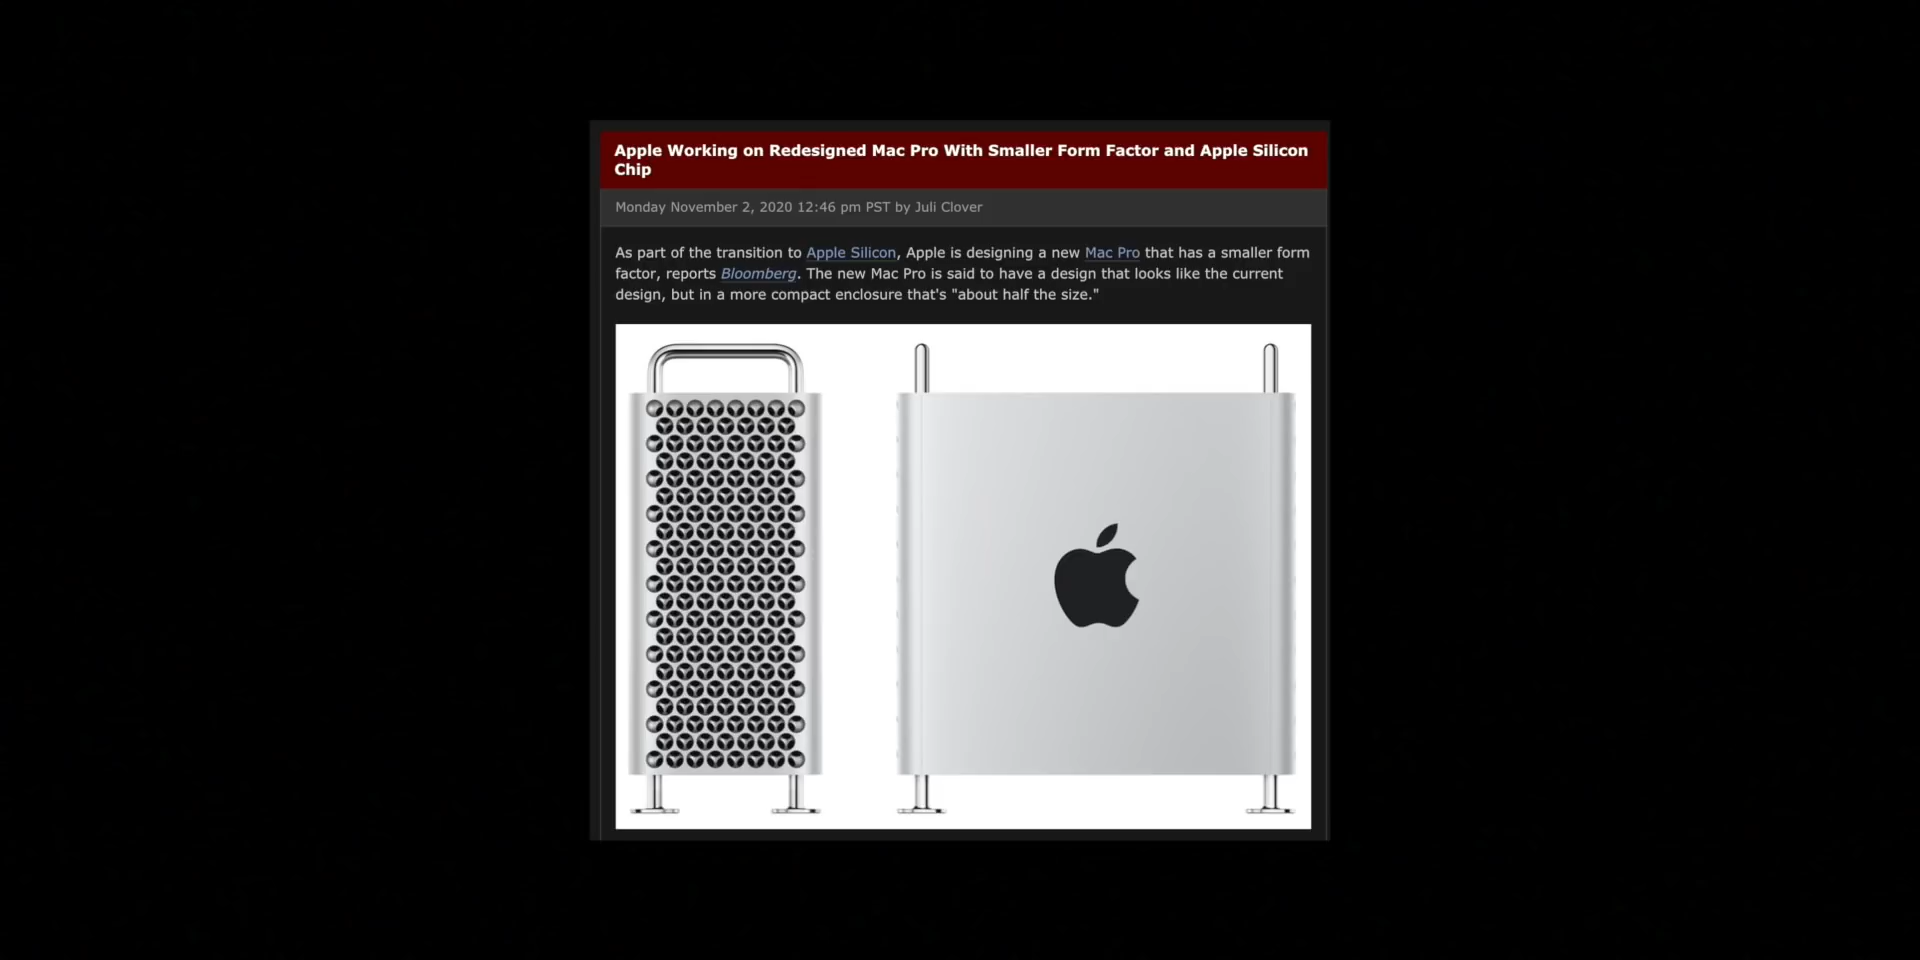 Apple Working on Redesigned Mac Pro With Smaller Form Factor and Apple Silicon
Chip
Monday November 2, 2020 12:46 pm PST by Juli Clover
As part of the transition to Apple Silicon, Apple is designing a new Mac Pro that has a smaller form
factor, reports Bloomberg. The new Mac Pro is said to have a design that looks like the current
design, but in a more compact enclosure that's "about half the size."